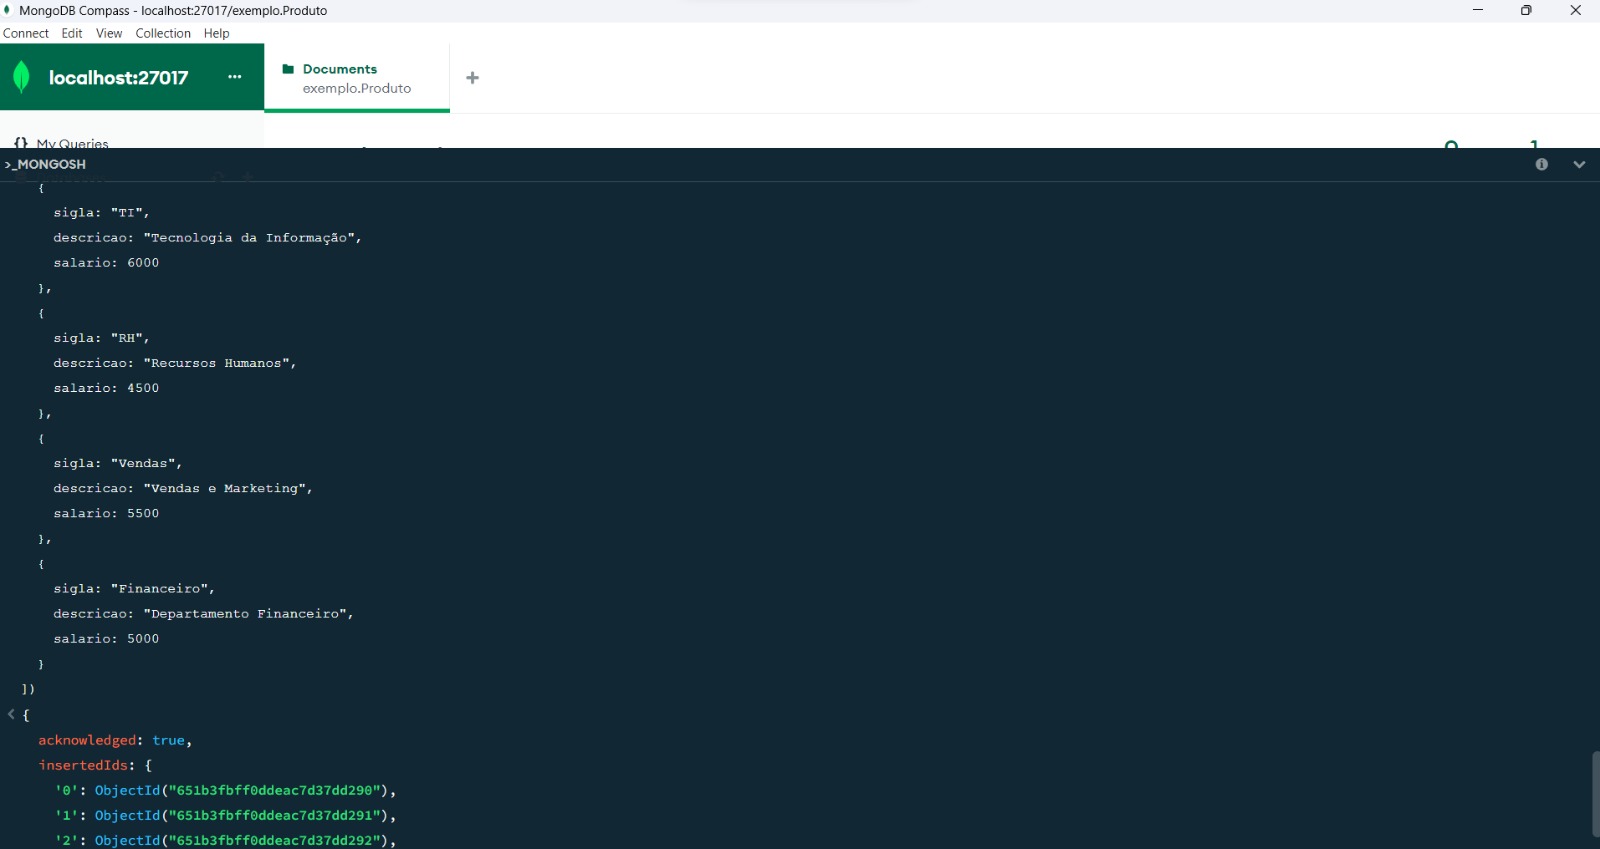 MongoDB Compass - localhost:27017/exemplo.Produto
Connect Edit View Collection Help
localhost:27017 ...
Documents
exemplo.Produto
+
{} My Queries
>_MONGOSH
{
sigla: "TI",
descricao: "Tecnologia da Informação",
salario: 6000
},
{
sigla: "RH",
descricao: "Recursos Humanos",
salario: 4500
},
{
sigla: "Vendas",
descricao: "Vendas e Marketing",
salario: 5500
},
{
sigla: "Financeiro",
descricao: "Departamento Financeiro",
salario: 5000
}
])
< {
acknowledged: true,
insertedIds: {
'0': ObjectId("651b3fbff0ddeac7d37dd290"),
'1': ObjectId("651b3fbff0ddeac7d37dd291"),
'2': ObjectId("651b3fbff0ddeac7d37dd292"),